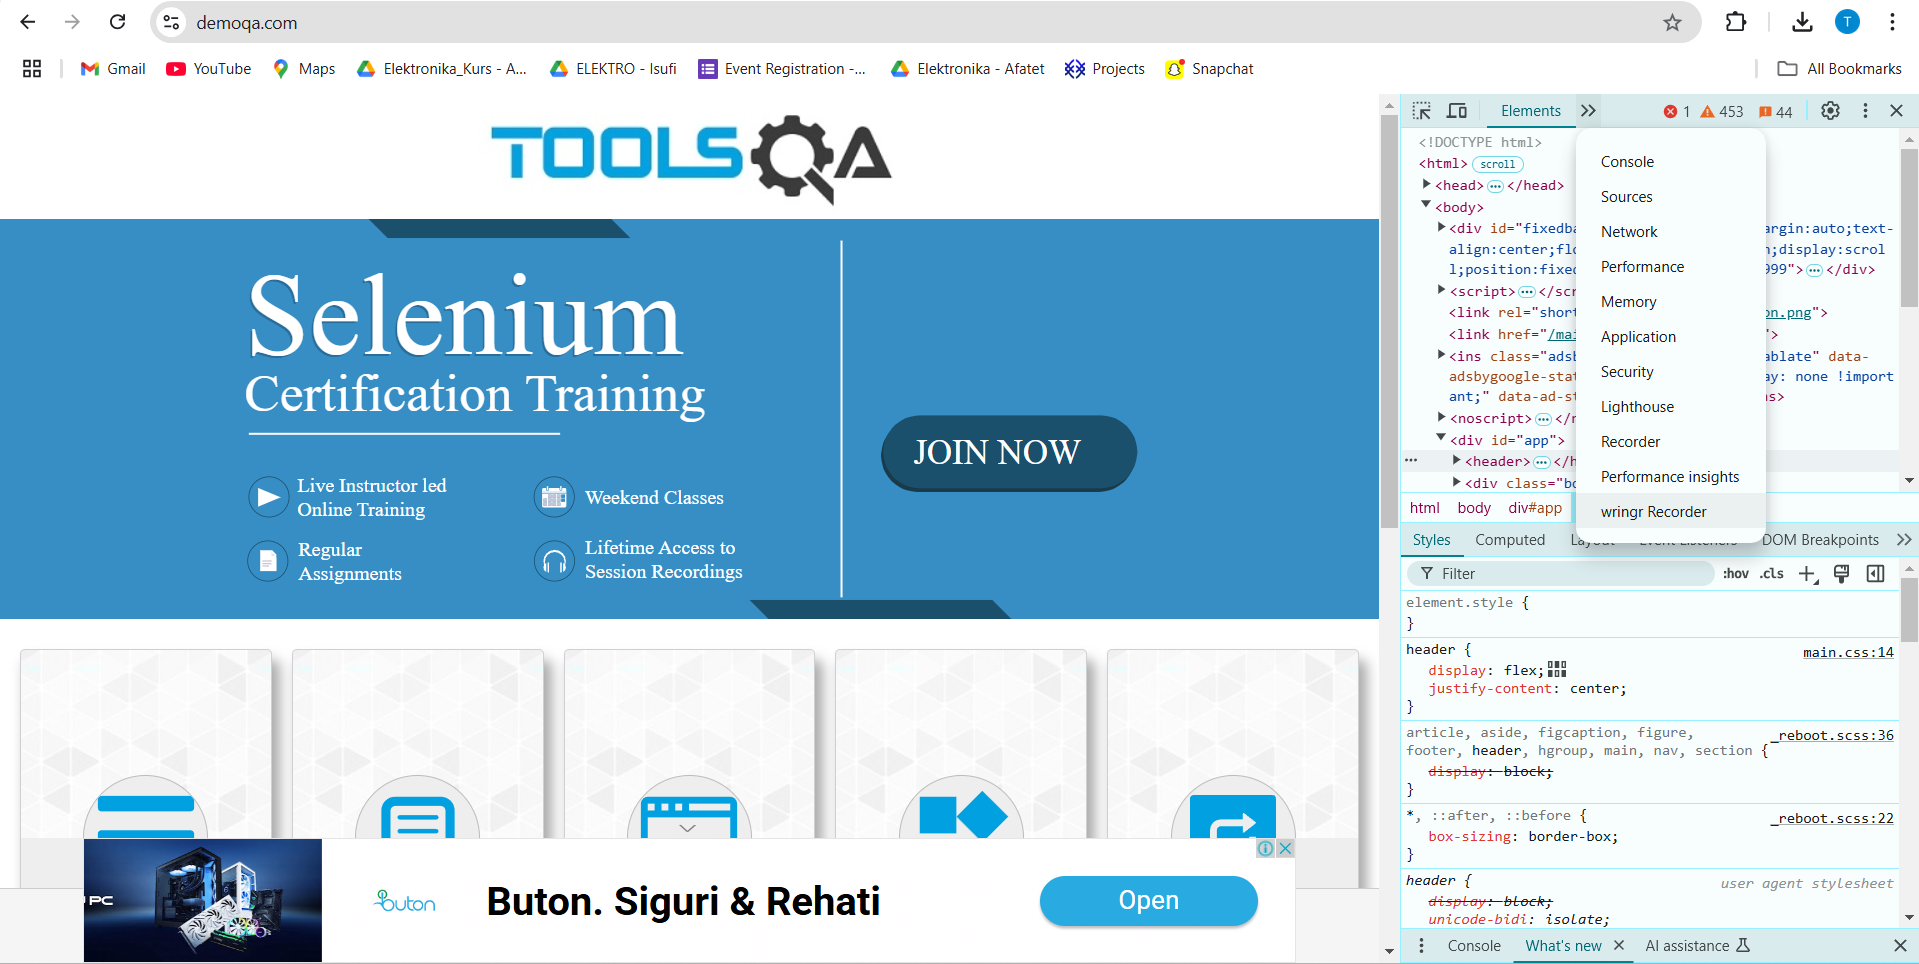 demoqa.com
T
Gmail
YouTube
Maps
Elektronika_Kurs - A...
ELEKTRO - Isufi
Event Registration -...
Elektronika - Afatet
Projects
Snapchat
All Bookmarks
TOOLSQA
Selenium
Certification Training
Live Instructor led
Online Training
Weekend Classes
Regular
Assignments
Lifetime Access to
Session Recordings
JOIN NOW
PC
buton
Buton. Siguri & Rehati
Open
Elements
1
453
44
Console
Sources
Network
Performance
Memory
Application
Security
Lighthouse
Recorder
Performance insights
wringr Recorder
<!DOCTYPE html>
<html> scroll
<head> ... </head>
<body>
<div id="fixedba argin:auto;text-
align:center;flo n;display:scrol
l;position:fixed 999"> ... </div>
<script> ... </scr
<link rel="short on.png">
<link href="/mai ">
<ins class="adsb ablate" data-
adsbygoogle-stat ay: none !import
ant;" data-ad-st s>
<noscript> ... </n
<div id="app">
... <header> ... </h
<div class="bo
html body div#app
Styles Computed Layout Event Listeners DOM Breakpoints
Filter :hov .cls
element.style {
}
header { main.css:14
display: flex;
justify-content: center;
}
article, aside, figcaption, figure, _reboot.scss:36
footer, header, hgroup, main, nav, section {
display: block;
}
*, ::after, ::before { _reboot.scss:22
box-sizing: border-box;
}
header { user agent stylesheet
display: block;
unicode-bidi: isolate;
Console What's new AI assistance